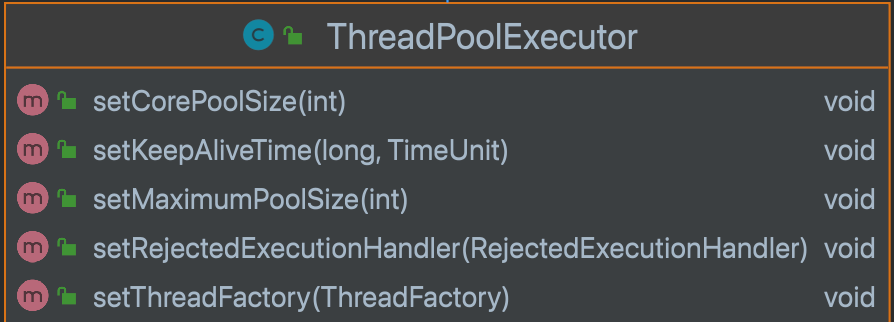 C ThreadPoolExecutor
m setCorePoolSize(int) void
m setKeepAliveTime(long, TimeUnit) void
m setMaximumPoolSize(int) void
m setRejectedExecutionHandler(RejectedExecutionHandler) void
m setThreadFactory(ThreadFactory) void